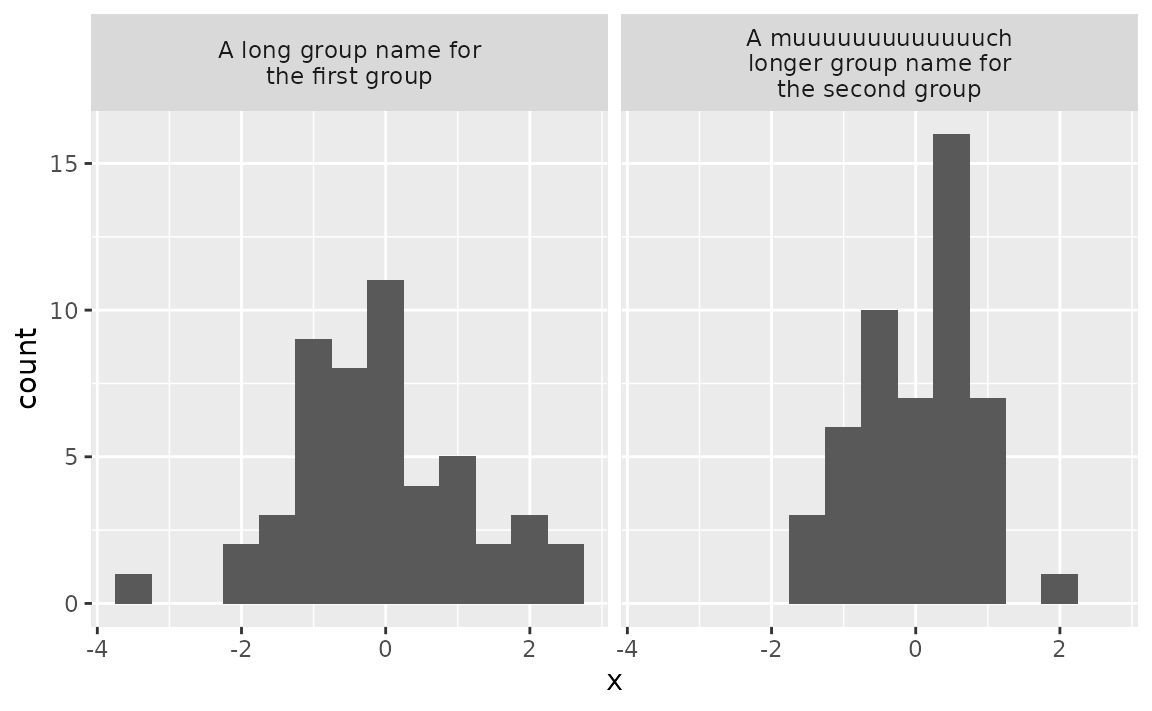 A long group name for
the first group
A muuuuuuuuuuuuuch
longer group name for
the second group
15
10
5
0
count
-4 -2 0 2 -4 -2 0 2
x